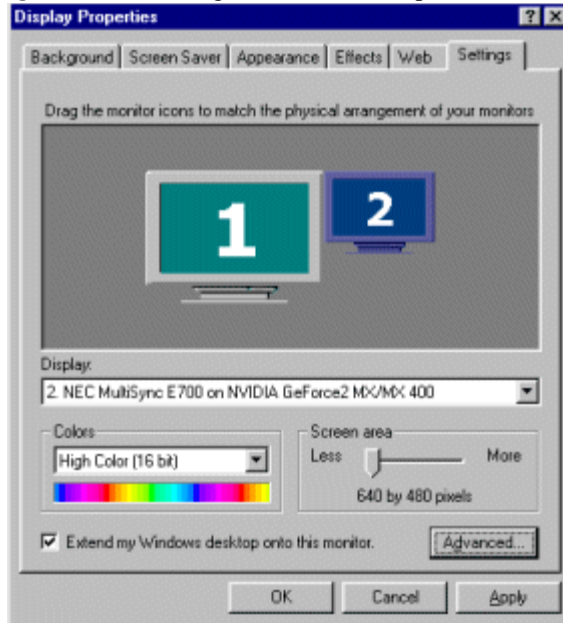 Display Properties
Background Screen Saver Appearance Effects Web Settings
Drag the monitor icons to match the physical arrangement of your monitors
1 2
Display:
2. NEC MultiSync E700 on NVIDIA GeForce2 MX/MX 400
Colors Screen area
High Color (16 bit) Less More
640 by 480 pixels
Extend my Windows desktop onto this monitor. Advanced...
OK Cancel Apply